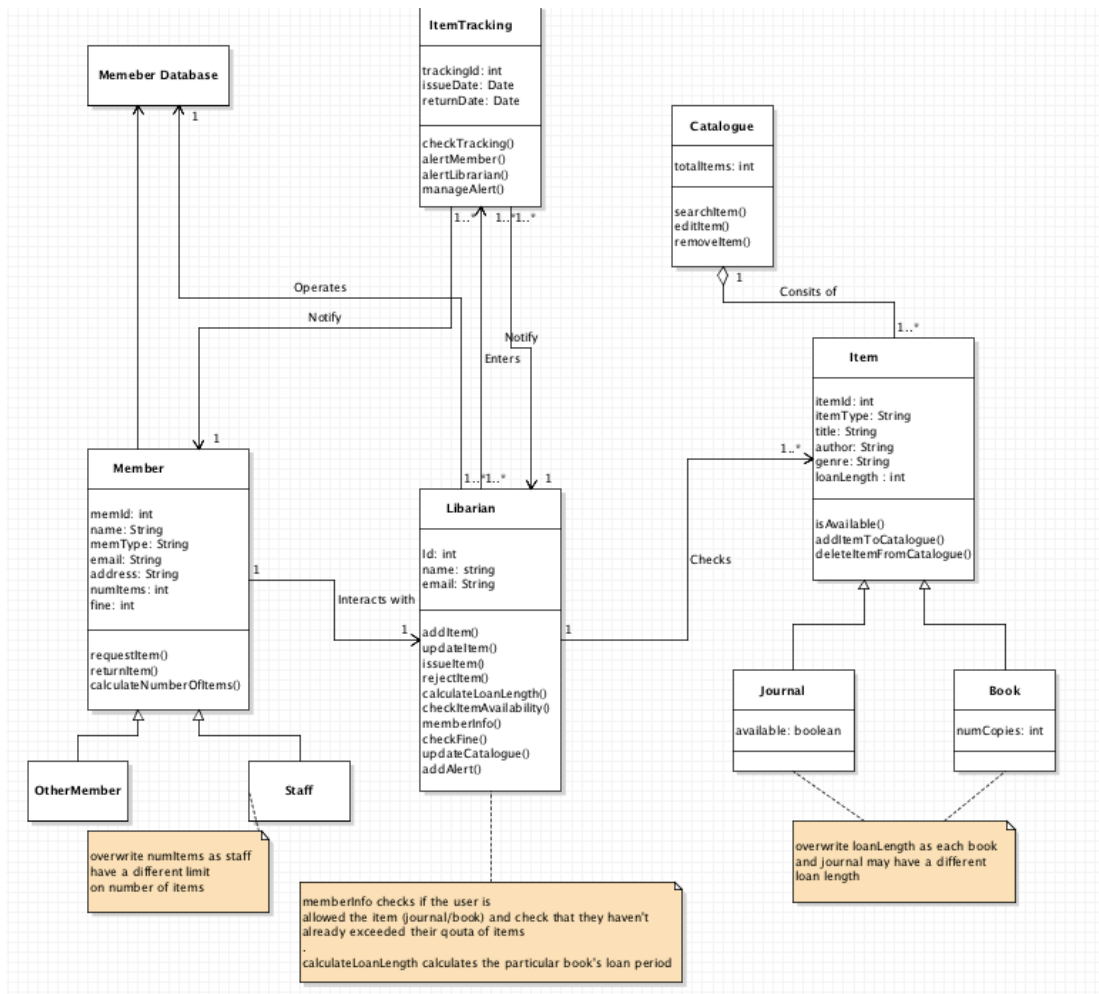 ItemTracking
trackingId: int
issueDate: Date
returnDate: Date
checkTracking()
alertMember()
alertLibrarian()
manageAlert()
Memeber Database
1
Catalogue
totalItems: int
searchItem()
editItem()
removeItem()
1..*
1..*
1..*
1
Consits of
1..*
Operates
Notify
Notify
Enters
Item
itemId: int
itemType: String
title: String
author: String
genre: String
loanLength : int
isAvailable()
addItemToCatalogue()
deleteItemFromCatalogue()
1..*
1
Member
memId: int
name: String
memType: String
email: String
address: String
numItems: int
fine: int
requestItem()
returnItem()
calculateNumberOfItems()
1..*
1..*
1
Libarian
Id: int
name: string
email: String
addItem()
updateItem()
issueItem()
rejectItem()
calculateLoanLength()
checkItemAvailability()
memberInfo()
checkFine()
updateCatalogue()
addAlert()
1
Interacts with
1
1
Checks
Journal
available: boolean
Book
numCopies: int
OtherMember
Staff
overwrite numItems as staff
have a different limit
on number of items
overwrite loanLength as each book
and journal may have a different
loan length
memberInfo checks if the user is
allowed the item (journal/book) and check that they haven't
already exceeded their qouta of items
.
calculateLoanLength calculates the particular book's loan period